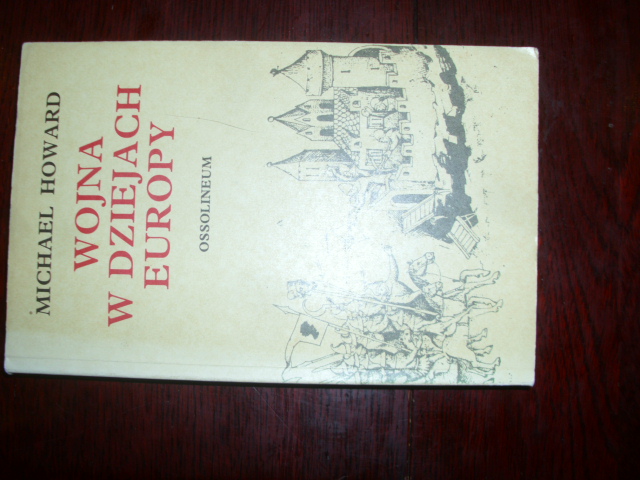 MICHAEL HOWARD
WOJNA
W DZIEJACH
EUROPY
OSSOLINEUM